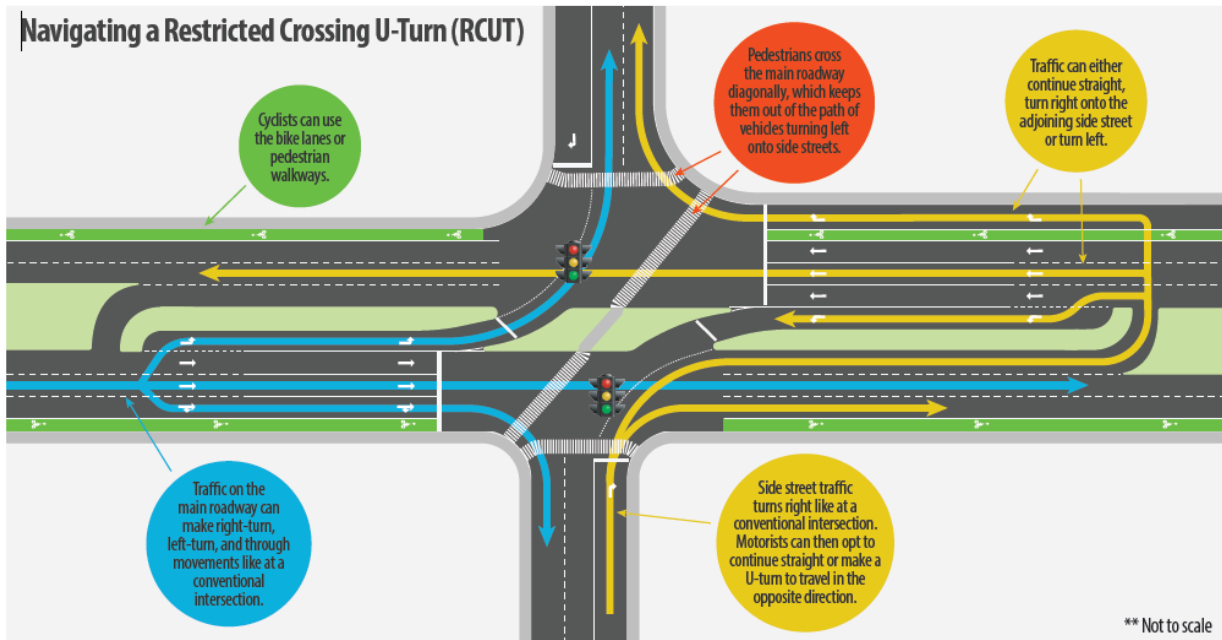 Navigating a Restricted Crossing U-Turn (RCUT)
Cyclists can use
the bike lanes or
pedestrian
walkways.
Pedestrians cross
the main roadway
diagonally, which keeps
them out of the path of
vehicles turning left
onto side streets.
Traffic can either
continue straight,
turn right onto the
adjoining side street
or turn left.
Traffic on the
main roadway can
make right-turn,
left-turn, and through
movements like at a
conventional
intersection.
Side street traffic
turns right like at a
conventional intersection.
Motorists can then opt to
continue straight or make a
U-turn to travel in the
opposite direction.
** Not to scale